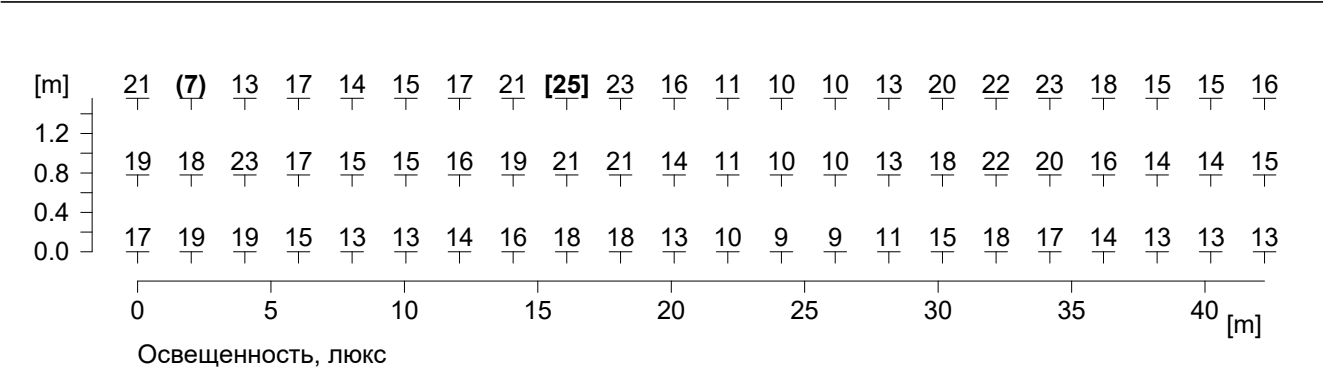 [m] 21 (7) 13 17 14 15 17 21 [25] 23 16 11 10 10 13 20 22 23 18 15 15 16
1.2
0.8 19 18 23 17 15 15 16 19 21 21 14 11 10 10 13 18 22 20 16 14 14 15
0.4
0.0 17 19 19 15 13 13 14 16 18 18 13 10 9 9 11 15 18 17 14 13 13 13
0 5 10 15 20 25 30 35 40 [m]
Освещенность, люкс